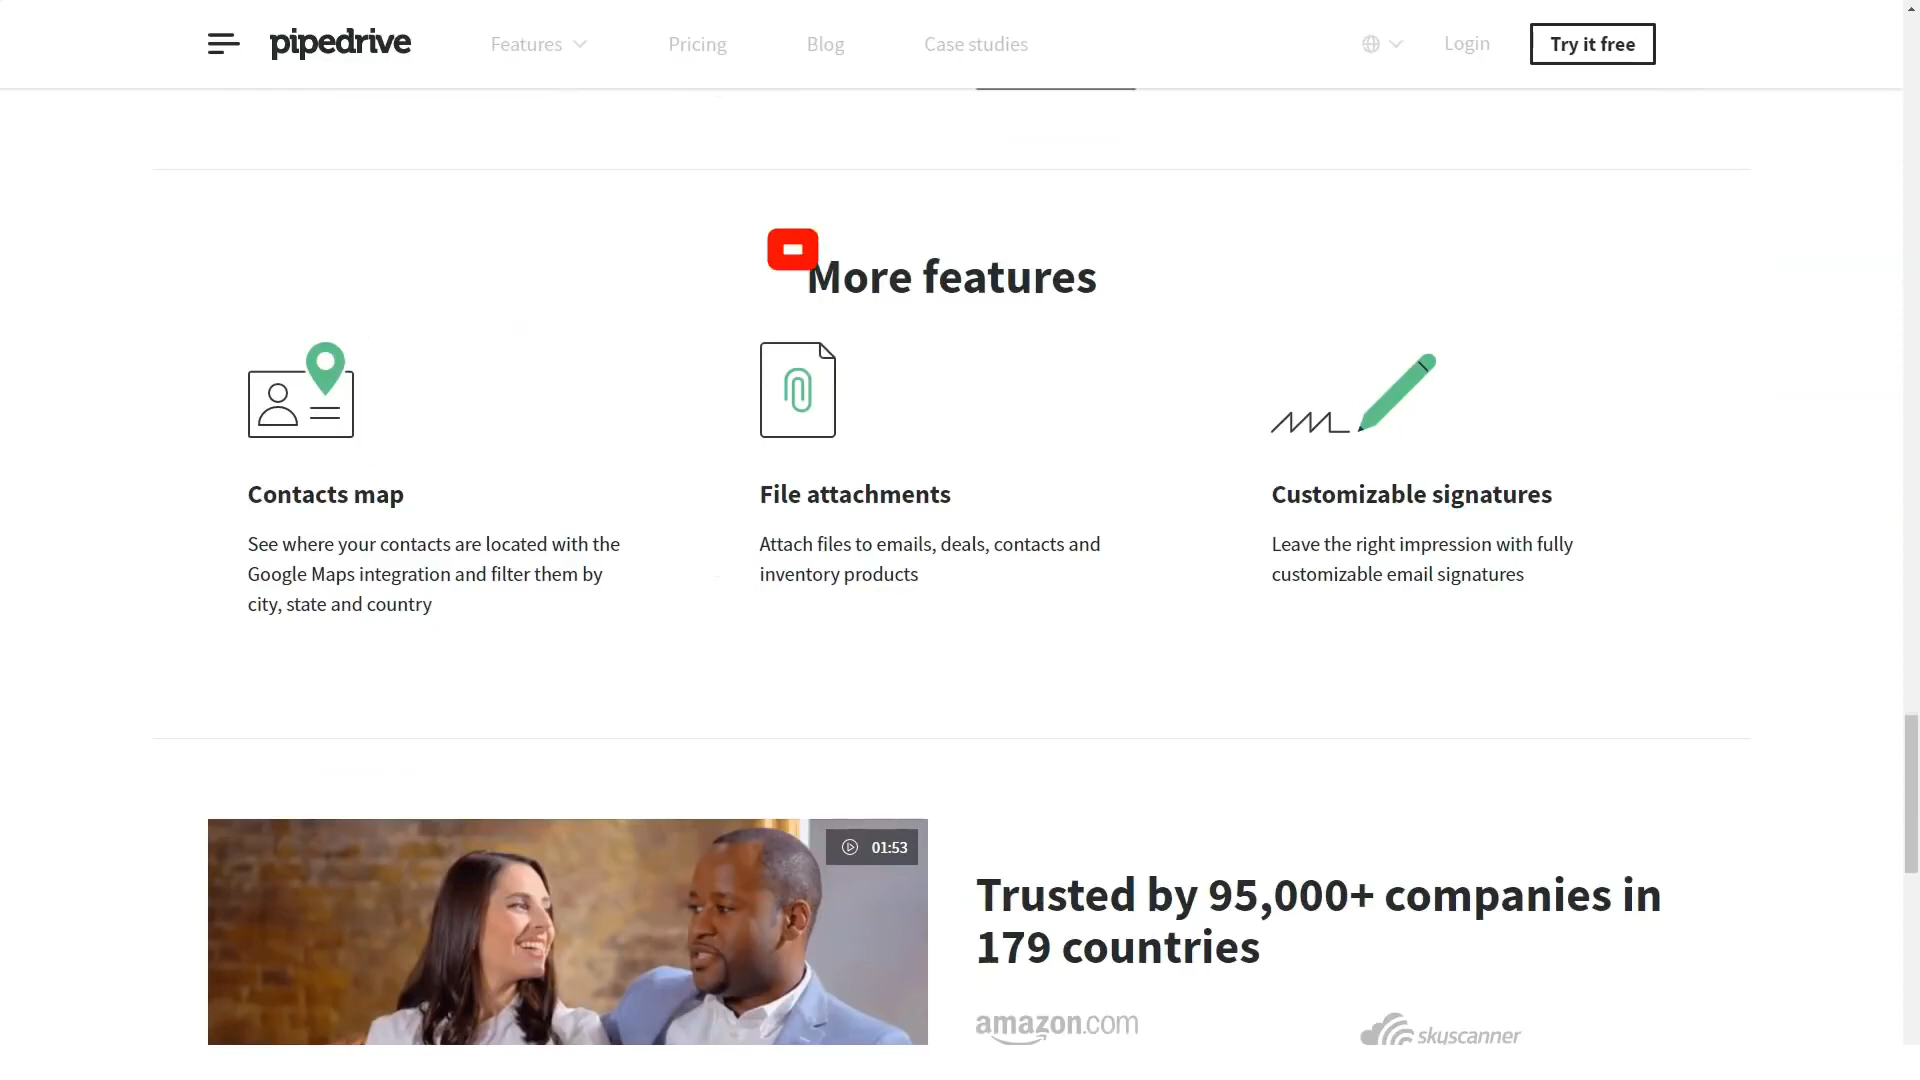 pipedrive
Features
Pricing
Blog
Case studies
Login
Try it free
More features
Contacts map
See where your contacts are located with the
Google Maps integration and filter them by
city, state and country
File attachments
Attach files to emails, deals, contacts and
inventory products
Customizable signatures
Leave the right impression with fully
customizable email signatures
01:53
Trusted by 95,000+ companies in
179 countries
amazon.com
skyscanner